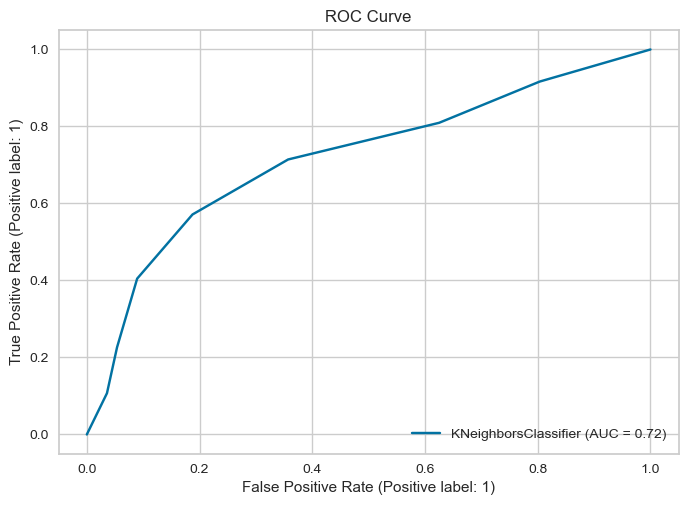 ROC Curve
1.0
0.8
0.6
0.4
0.2
0.0
True Positive Rate (Positive label: 1)
KNeighborsClassifier (AUC = 0.72)
0.0 0.2 0.4 0.6 0.8 1.0
False Positive Rate (Positive label: 1)